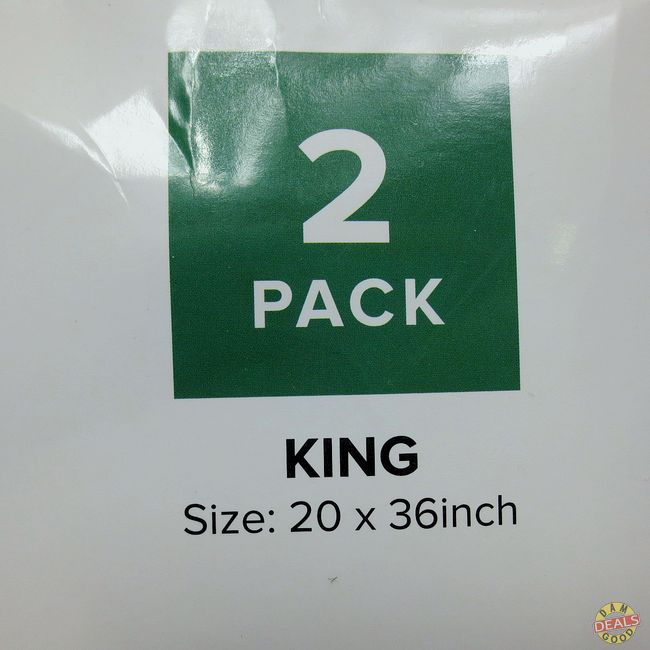 2
PACK
KING
Size: 20 x 36inch
DAM
DEALS
GOOD